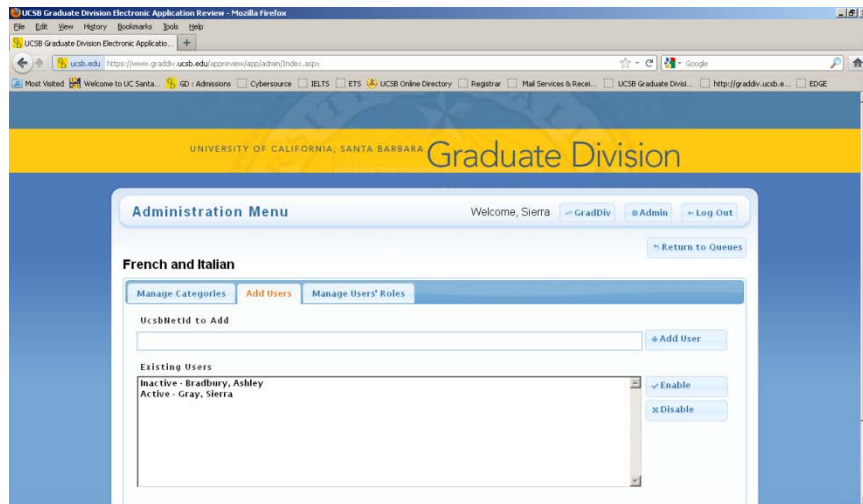 UCSB Graduate Division Electronic Application Review - Mozilla Firefox
File Edit View History Bookmarks Tools Help
UCSB Graduate Division Electronic Applicatio... +
ucsb.edu https://www.graddiv.ucsb.edu/appreview/app/admin/Index.aspx Google
Most Visited Welcome to UC Santa... GD : Admissions Cybersource IELTS ETS UCSB Online Directory Registrar Mail Services & Recei... UCSB Graduate Divisi... http://graddiv.ucsb.e... EDGE
UNIVERSITY OF CALIFORNIA, SANTA BARBARA Graduate Division
Administration Menu Welcome, Sierra GradDiv Admin Log Out
Return to Queues
French and Italian
Manage Categories Add Users Manage Users' Roles
UcsbNetId to Add
Add User
Existing Users
Inactive - Bradbury, Ashley
Active - Gray, Sierra
Enable
Disable